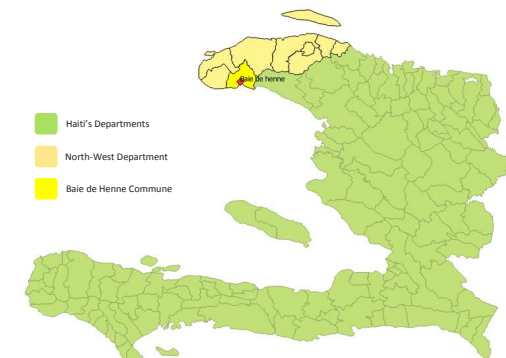 Baie de henne
Haiti's Departments
North-West Department
Baie de Henne Commune